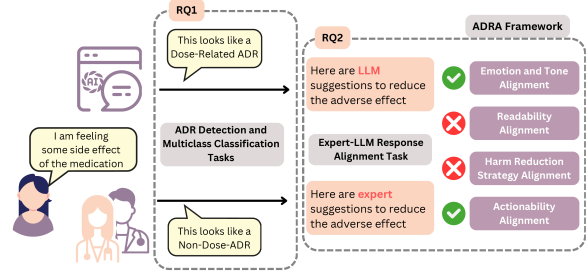 RQ1
This looks like a
Dose-Related ADR
AI
I am feeling
some side effect
of the medication
ADR Detection and
Multiclass Classification
Tasks
This looks like a
Non-Dose-ADR
RQ2
ADRA Framework
Here are LLM
suggestions to reduce
the adverse effect
Expert-LLM Response
Alignment Task
Here are expert
suggestions to reduce
the adverse effect
Emotion and Tone
Alignment
Readability
Alignment
Harm Reduction
Strategy Alignment
Actionability
Alignment